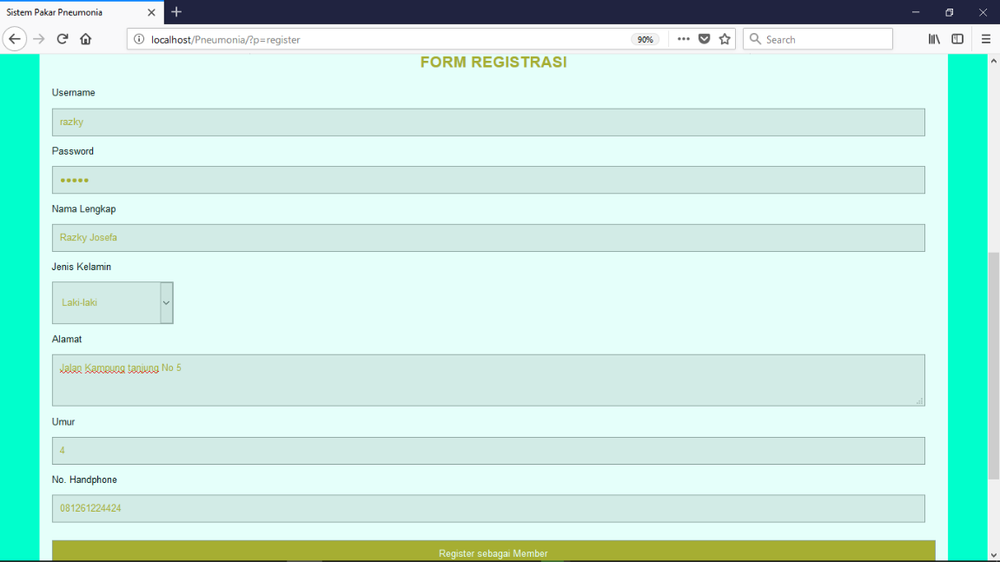 Sistem Pakar Pneumonia
localhost/Pneumonia/?p=register
90%
Search
FORM REGISTRASI
Username
razky
Password
●●●●●
Nama Lengkap
Razky Josefa
Jenis Kelamin
Laki-laki
Alamat
Jalan Kampung tanjung No 5
Umur
4
No. Handphone
081261224424
Register sebagai Member